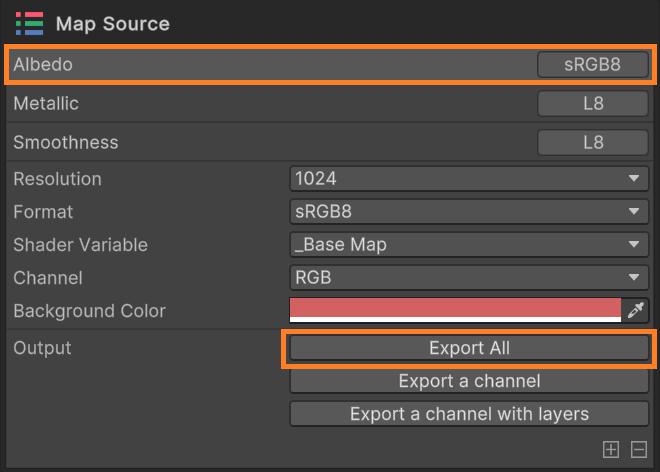 Map Source
Albedo sRGB8
Metallic L8
Smoothness L8
Resolution 1024
Format sRGB8
Shader Variable _Base Map
Channel RGB
Background Color
Output Export All
Export a channel
Export a channel with layers